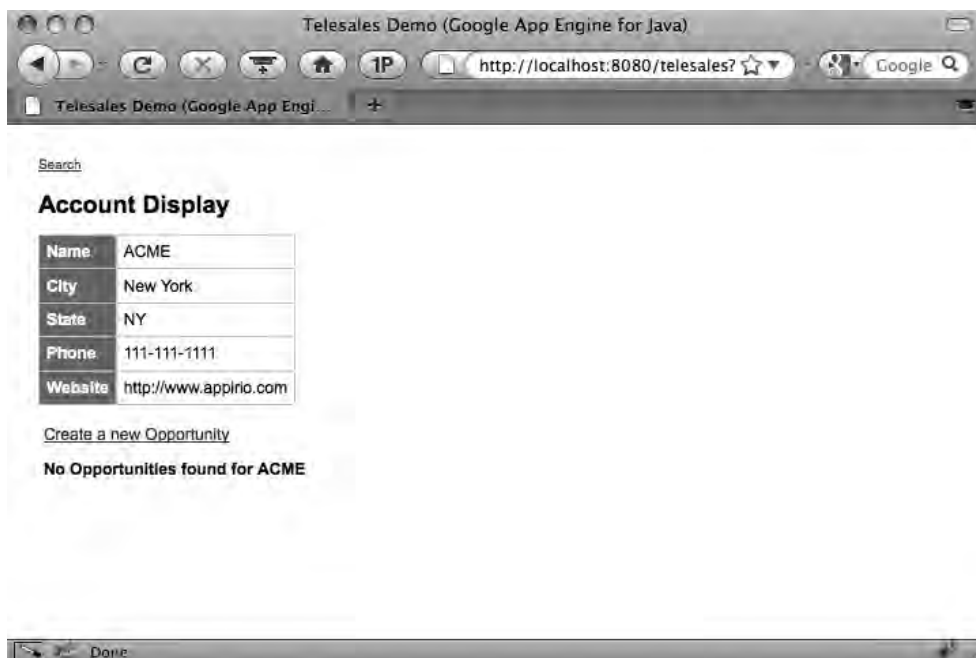 Telesales Demo (Google App Engine for Java)
1P
http://localhost:8080/telesales?
Google
Telesales Demo (Google App Engi...
Search
Account Display
Name ACME
City New York
State NY
Phone 111-111-1111
Website http://www.appirio.com
Create a new Opportunity
No Opportunities found for ACME
Done